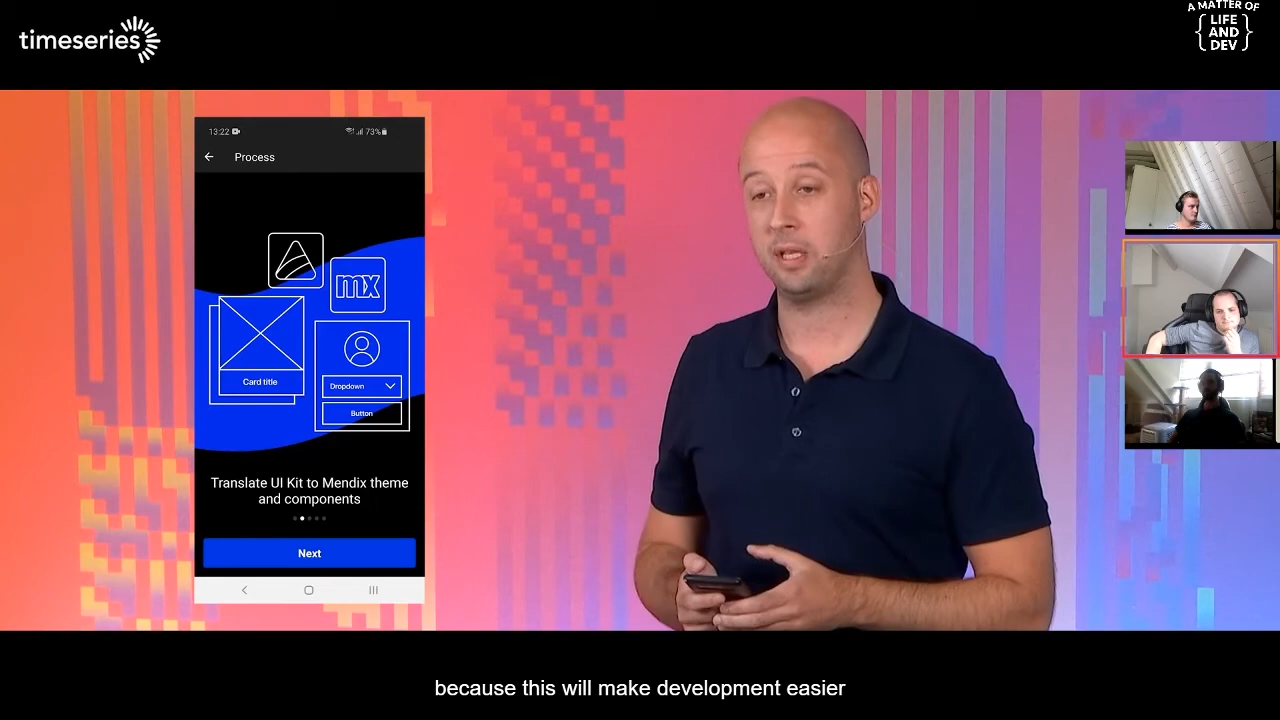 timeseries
A MATTER OF
LIFE
AND
DEV
13:22
73%
Process
mx
Card title
Dropdown
Button
Translate UI Kit to Mendix theme
and components
Next
because this will make development easier